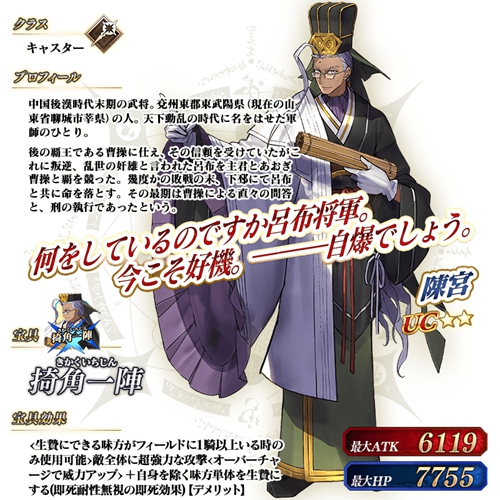 クラス
キャスター
プロフィール
中国後漢時代末期の武将。兗州東郡東武陽県(現在の山
東省聊城市莘県)の人。天下動乱の時代に名をはせた軍
師のひとり。
後の覇王である曹操に仕え、その信頼を受けていたがこ
れに叛逆、乱世の奸雄と言われた呂布を主君とあおぎ
曹操と覇を競った。幾度かの敗戦の末、下邳にて呂布
と共に命を落とす。その最期は曹操による直々の問答
と、刑の執行であったという。
何をしているのですか呂布将軍。
今こそ好機。――自爆でしょう。
陳宮
UC★★
宝具
掎角一陣
きかくいちじん
掎角一陣
宝具効果
<生贄にできる味方がフィールドに1騎以上いる時の
み使用可能>敵全体に超強力な攻撃<オーバーチャ
ージで威力アップ>+自身を除く味方単体を生贄に
する(即死耐性無視の即死効果)【デメリット】
最大ATK 6119
最大HP 7755